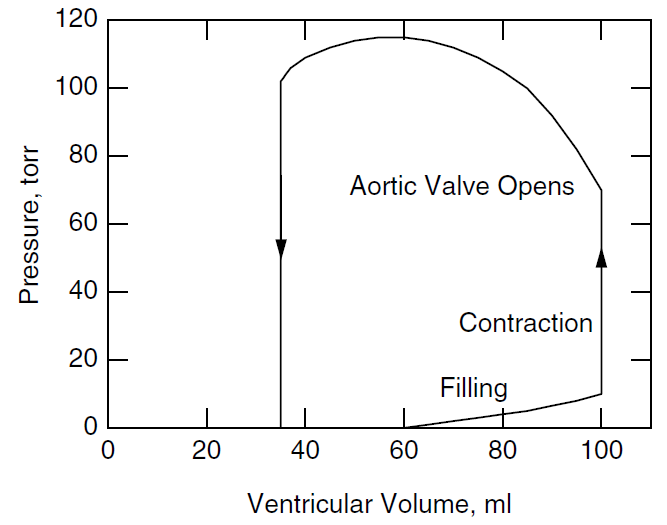 120
100
80
60
40
20
0
Pressure, torr
Aortic Valve Opens
Contraction
Filling
0 20 40 60 80 100
Ventricular Volume, ml